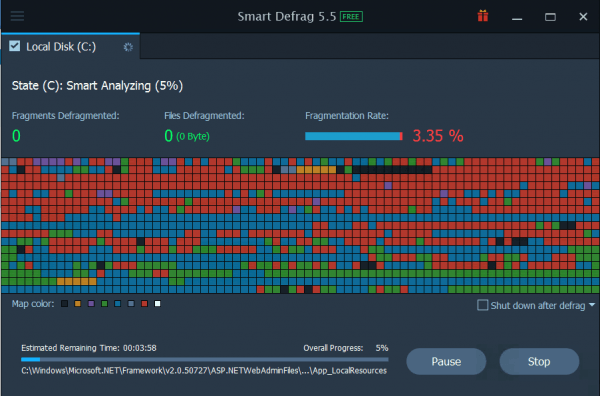 Smart Defrag 5.5 FREE
Local Disk (C:)
State (C): Smart Analyzing (5%)
Fragments Defragmented: Files Defragmented: Fragmentation Rate:
0 0 (0 Byte) 3.35 %
Map color: Shut down after defrag
Estimated Remaining Time: 00:03:58 Overall Progress: 5%
C:\Windows\Microsoft.NET\Framework\v2.0.50727\ASP.NETWebAdminFiles\...\App_LocalResources
Pause Stop